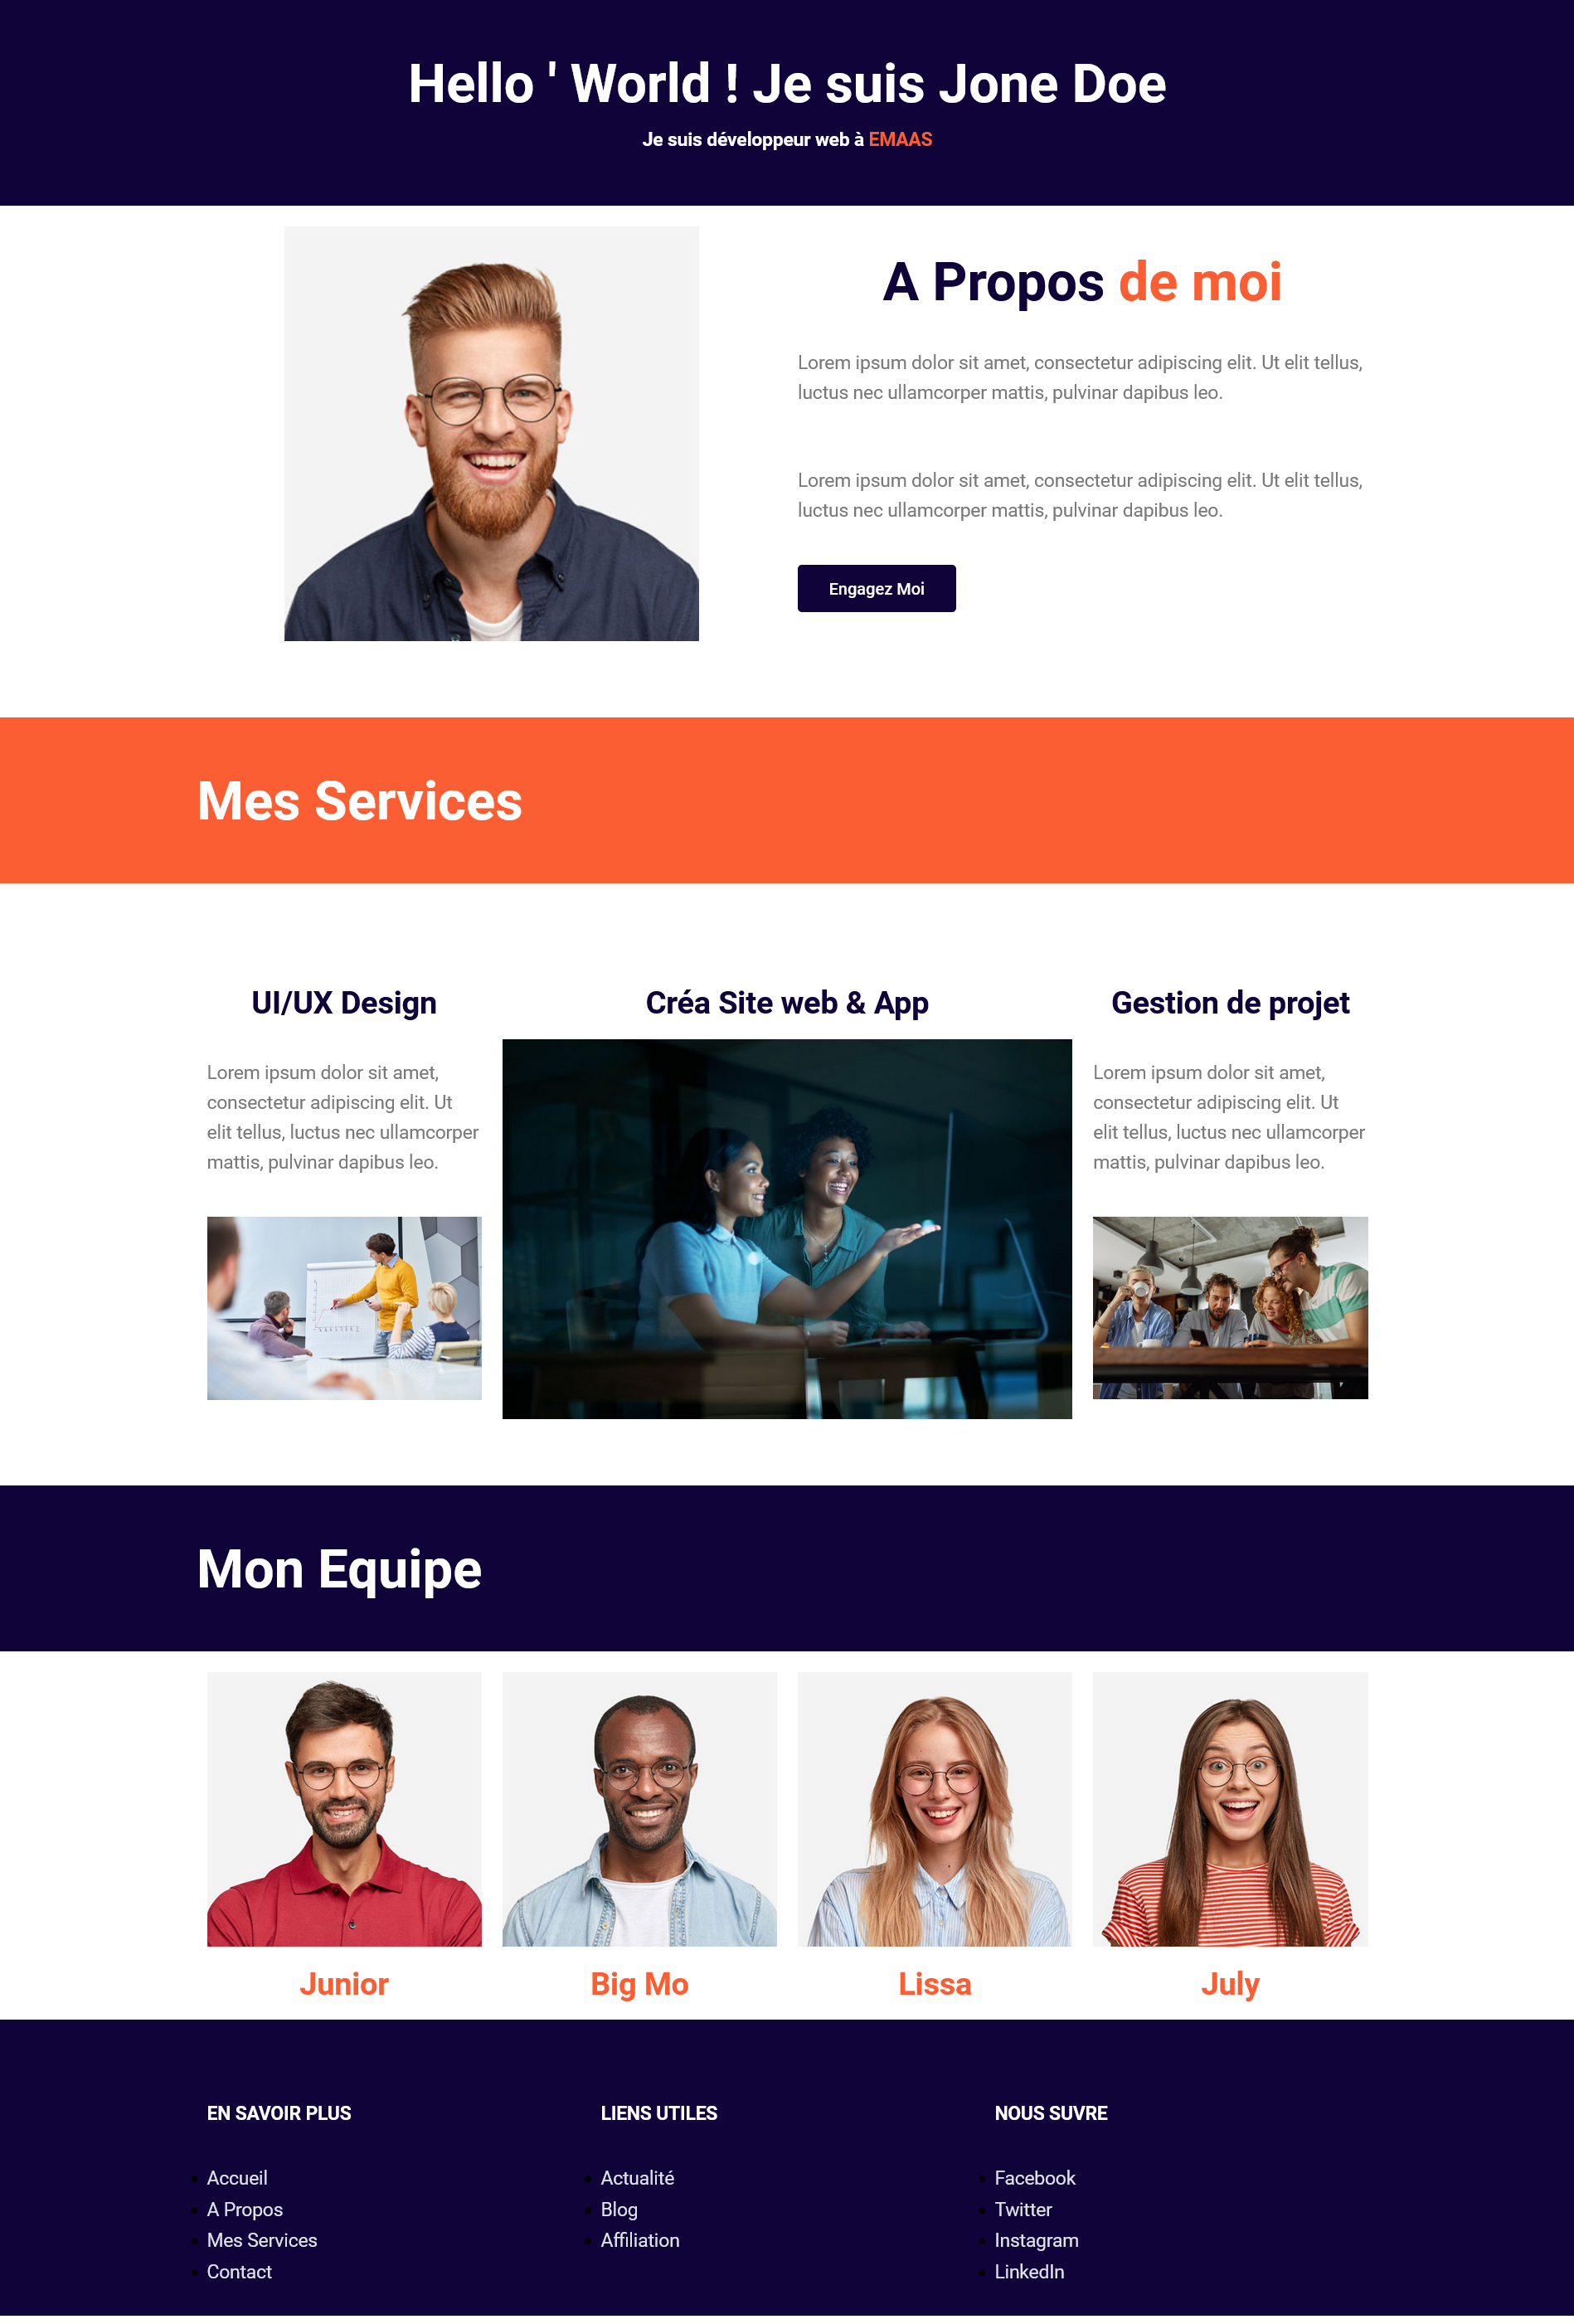 Hello ' World ! Je suis Jone Doe
Je suis développeur web à EMAAS
A Propos de moi
Lorem ipsum dolor sit amet, consectetur adipiscing elit. Ut elit tellus,
luctus nec ullamcorper mattis, pulvinar dapibus leo.
Lorem ipsum dolor sit amet, consectetur adipiscing elit. Ut elit tellus,
luctus nec ullamcorper mattis, pulvinar dapibus leo.
Engagez Moi
Mes Services
UI/UX Design
Lorem ipsum dolor sit amet,
consectetur adipiscing elit. Ut
elit tellus, luctus nec ullamcorper
mattis, pulvinar dapibus leo.
Créa Site web & App
Gestion de projet
Lorem ipsum dolor sit amet,
consectetur adipiscing elit. Ut
elit tellus, luctus nec ullamcorper
mattis, pulvinar dapibus leo.
Mon Equipe
Junior
Big Mo
Lissa
July
EN SAVOIR PLUS
Accueil
A Propos
Mes Services
Contact
LIENS UTILES
Actualité
Blog
Affiliation
NOUS SUVRE
Facebook
Twitter
Instagram
LinkedIn